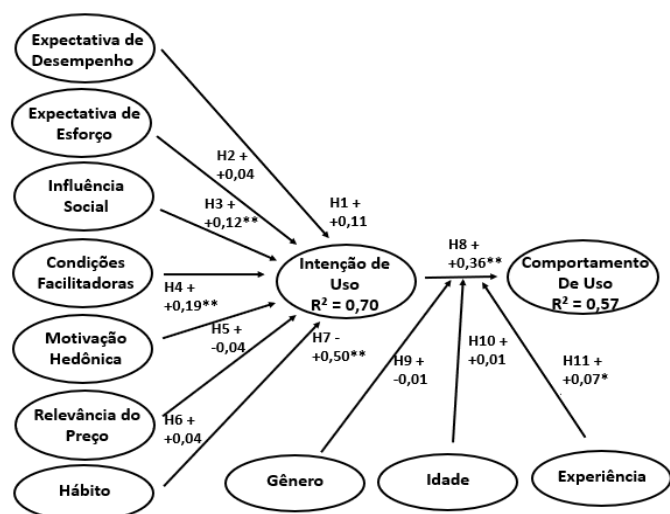 Expectativa de
Desempenho
Expectativa de
Esforço
H2 +
+0,04
Influência
Social
H3 +
+0,12**
H1 +
+0,11
Condições
Facilitadoras
H4 +
+0,19**
Intenção de
Uso
R² = 0,70
H8 +
+0,36**
Comportamento
De Uso
R² = 0,57
Motivação
Hedônica
H5 +
-0,04
H7 -
+0,50**
H9 +
-0,01
H10 +
+0,01
H11 +
+0,07*
Relevância do
Preço
H6 +
+0,04
Hábito
Gênero
Idade
Experiência